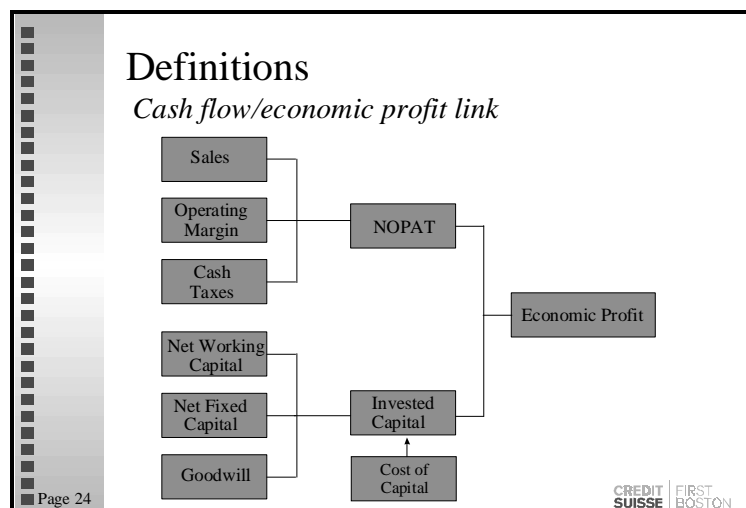 Definitions
Cash flow/economic profit link
Sales
Operating
Margin
NOPAT
Cash
Taxes
Economic Profit
Net Working
Capital
Net Fixed
Capital
Invested
Capital
Goodwill
Cost of
Capital
Page 24
CREDIT FIRST
SUISSE BOSTON